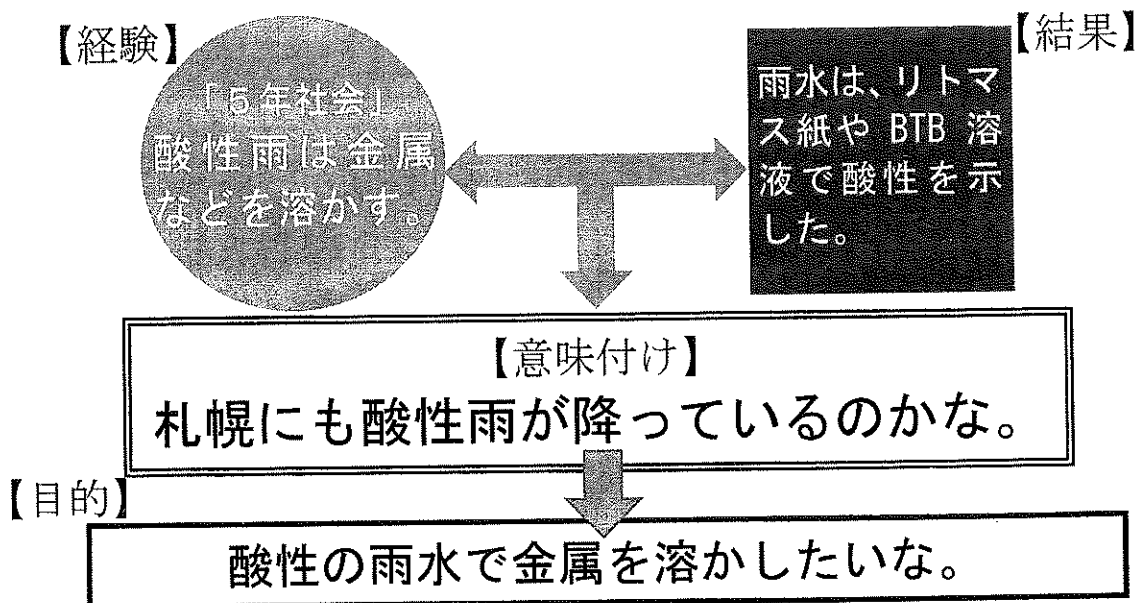 【経験】
「5年社会」
酸性雨は金属
などを溶かす。
【結果】
雨水は、リトマ
ス紙や BTB 溶
液で酸性を示
した。
【意味付け】
札幌にも酸性雨が降っているのかな。
【目的】
酸性の雨水で金属を溶かしたいな。